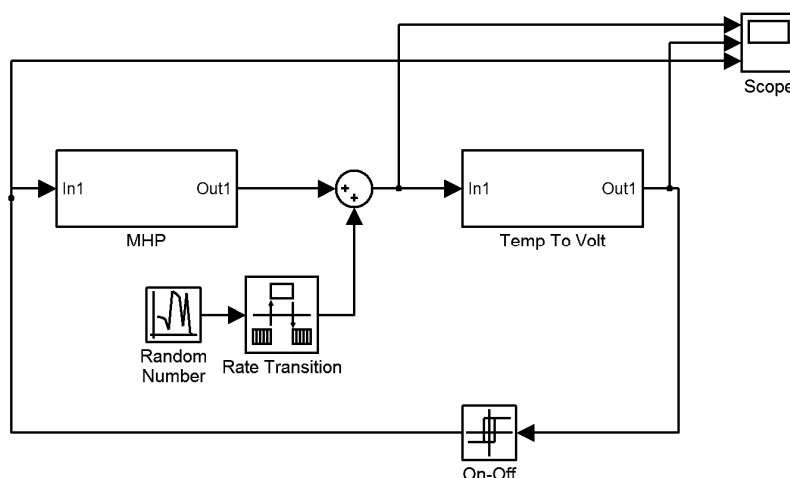 Scope
In1
Out1
MHP
In1
Out1
Temp To Volt
Random
Number
Rate Transition
On-Off